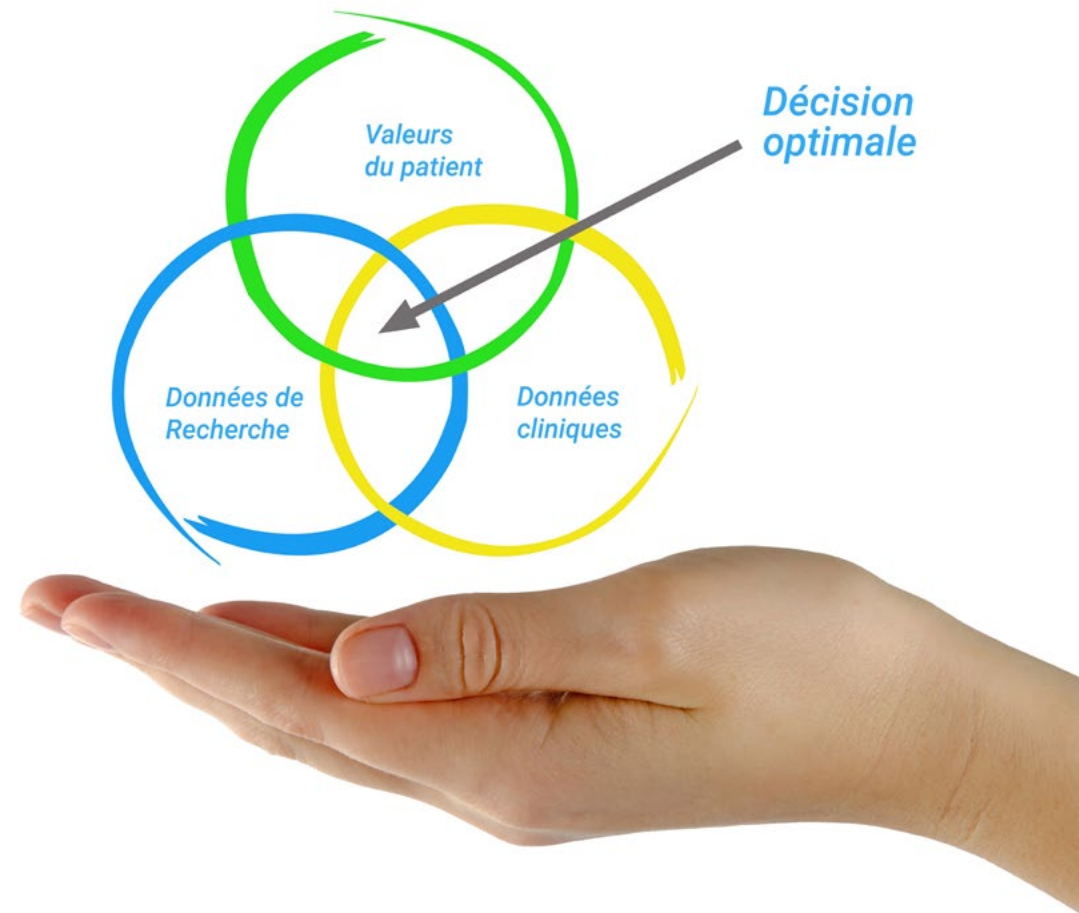 Valeurs
du patient
Décision
optimale
Données de
Recherche
Données
cliniques